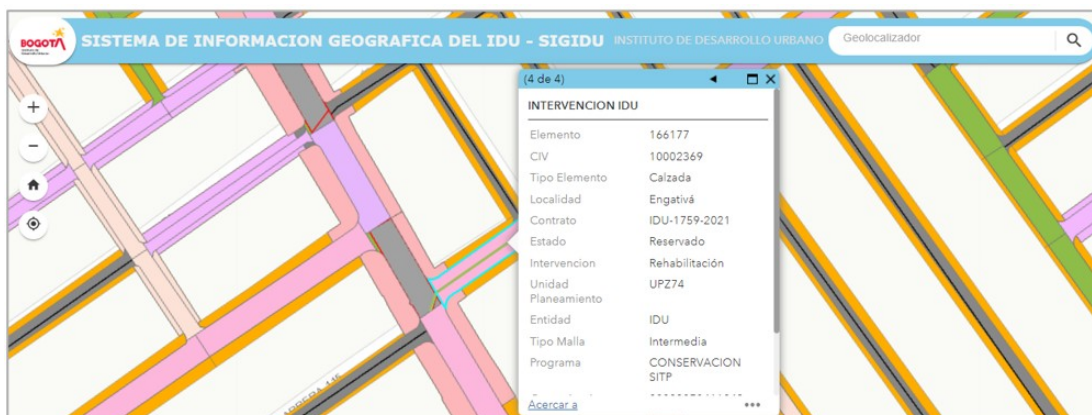 BOGOTÁ
SISTEMA DE INFORMACION GEOGRAFICA DEL IDU - SIGIDU INSTITUTO DE DESARROLLO URBANO
Geolocalizador
(4 de 4)
INTERVENCION IDU
Elemento 166177
CIV 10002369
Tipo Elemento Calzada
Localidad Engativá
Contrato IDU-1759-2021
Estado Reservado
Intervencion Rehabilitación
Unidad Planeamiento UPZ74
Entidad IDU
Tipo Malla Intermedia
Programa CONSERVACION SITP
Acercar a